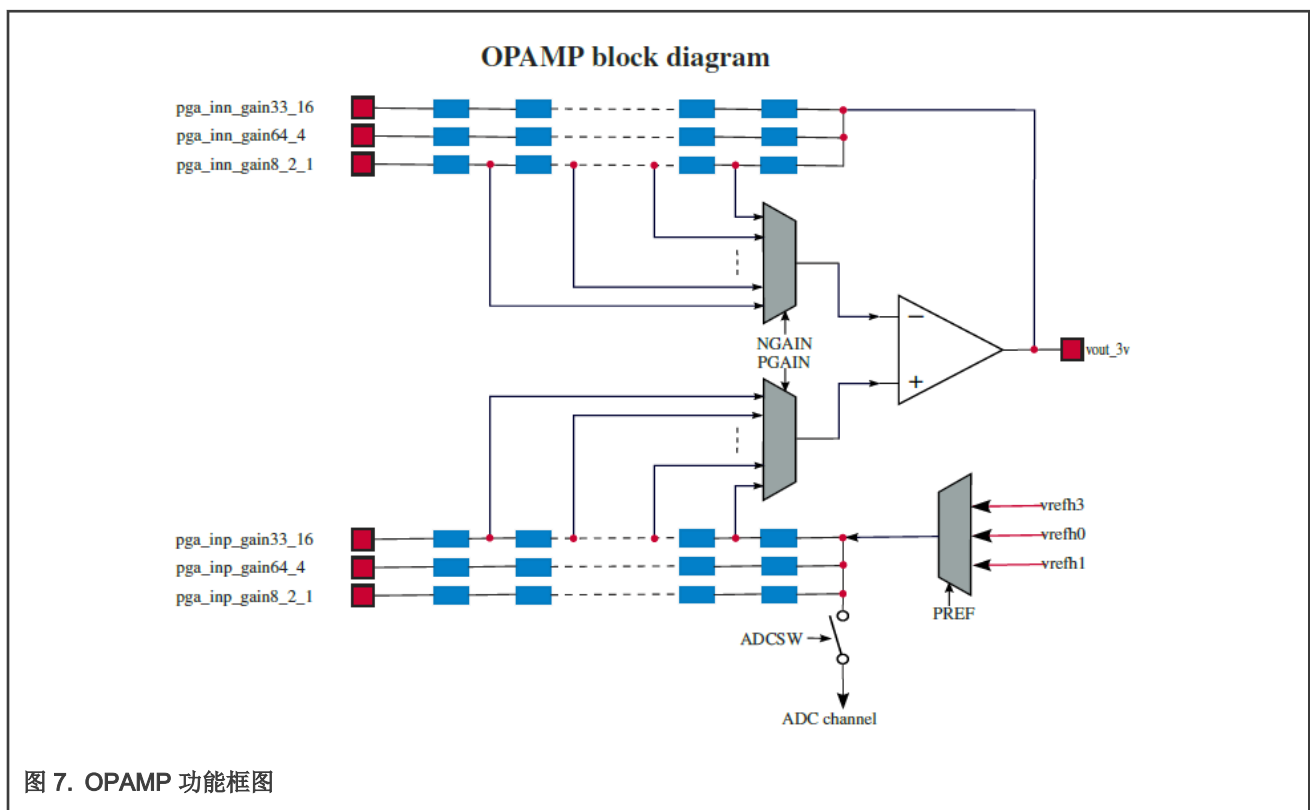 OPAMP block diagram
pga_inn_gain33_16
pga_inn_gain64_4
pga_inn_gain8_2_1
NGAIN
PGAIN
vout_3v
pga_inp_gain33_16
pga_inp_gain64_4
pga_inp_gain8_2_1
vrefh3
vrefh0
vrefh1
PREF
ADCSW
ADC channel
图 7. OPAMP 功能框图